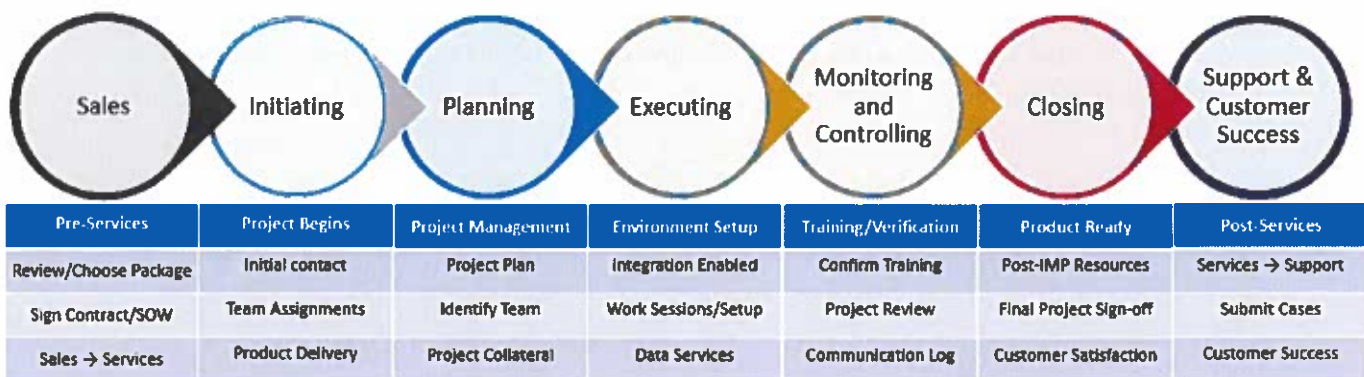 Sales
Initiating
Planning
Executing
Monitoring
and
Controlling
Closing
Support &
Customer
Success
Pre-Services
Project Begins
Project Management
Environment Setup
Training/Verification
Product Ready
Post-Services
Review/Choose Package
Initial contact
Project Plan
Integration Enabled
Confirm Training
Post-IMP Resources
Services → Support
Sign Contract/SOW
Team Assignments
Identify Team
Work Sessions/Setup
Project Review
Final Project Sign-off
Submit Cases
Sales → Services
Product Delivery
Project Collateral
Data Services
Communication Log
Customer Satisfaction
Customer Success